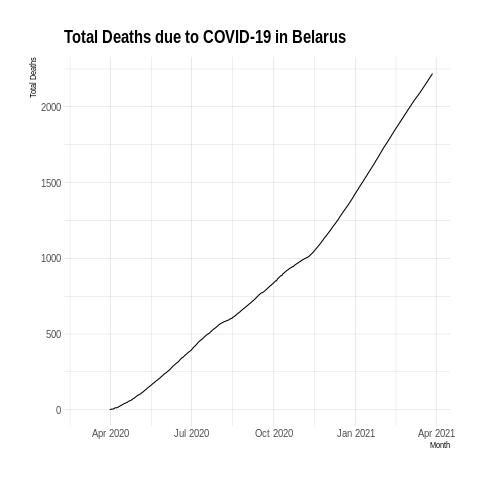 Total Deaths due to COVID-19 in Belarus
Total Deaths
2000
1500
1000
500
0
Apr 2020 Jul 2020 Oct 2020 Jan 2021 Apr 2021
Month